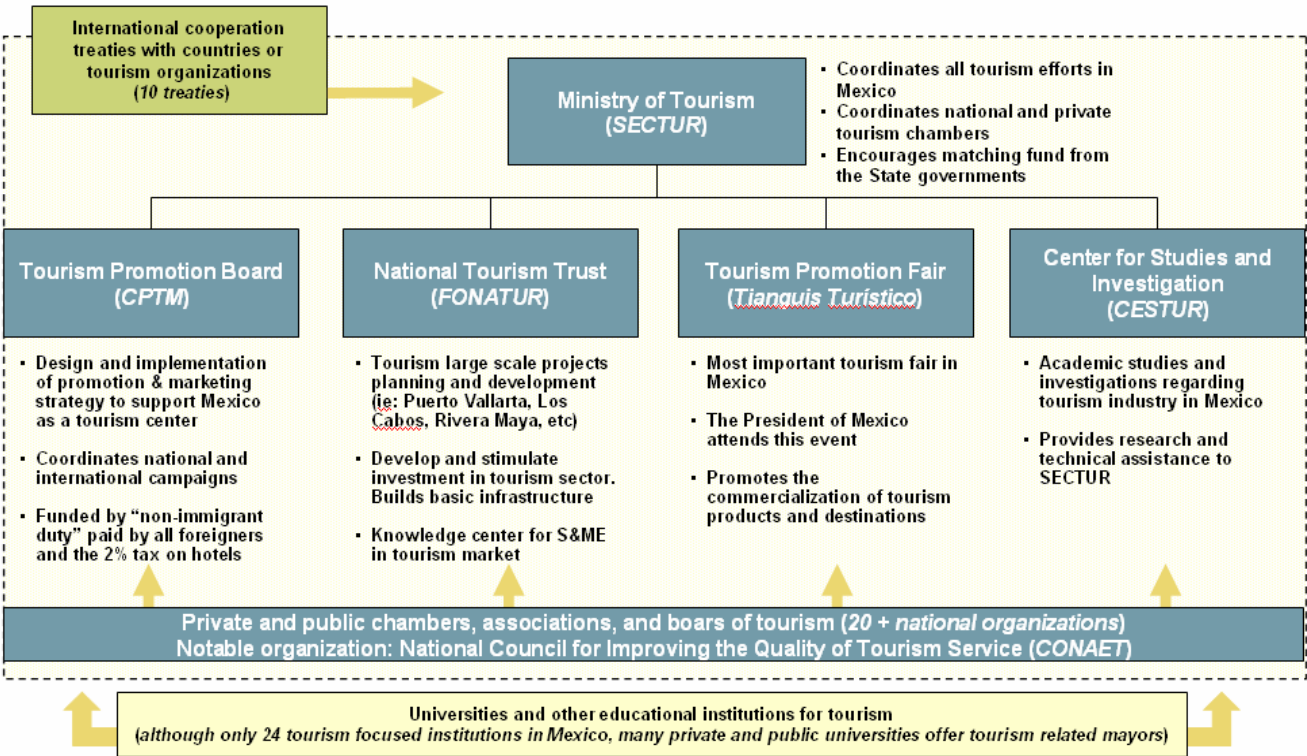 International cooperation
treaties with countries or
tourism organizations
(10 treaties)
Ministry of Tourism
(SECTUR)
▪ Coordinates all tourism efforts in
Mexico
▪ Coordinates national and private
tourism chambers
▪ Encourages matching fund from
the State governments
Tourism Promotion Board
(CPTM)
▪ Design and implementation
of promotion & marketing
strategy to support Mexico
as a tourism center
▪ Coordinates national and
international campaigns
▪ Funded by “non-immigrant
duty” paid by all foreigners
and the 2% tax on hotels
National Tourism Trust
(FONATUR)
▪ Tourism large scale projects
planning and development
(ie: Puerto Vallarta, Los
Cabos, Rivera Maya, etc)
▪ Develop and stimulate
investment in tourism sector.
Builds basic infrastructure
▪ Knowledge center for S&ME
in tourism market
Tourism Promotion Fair
(Tianguis Turístico)
▪ Most important tourism fair in
Mexico
▪ The President of Mexico
attends this event
▪ Promotes the
commercialization of tourism
products and destinations
Center for Studies and
Investigation
(CESTUR)
▪ Academic studies and
investigations regarding
tourism industry in Mexico
▪ Provides research and
technical assistance to
SECTUR
Private and public chambers, associations, and boars of tourism (20 + national organizations)
Notable organization: National Council for Improving the Quality of Tourism Service (CONAET)
Universities and other educational institutions for tourism
(although only 24 tourism focused institutions in Mexico, many private and public universities offer tourism related mayors)